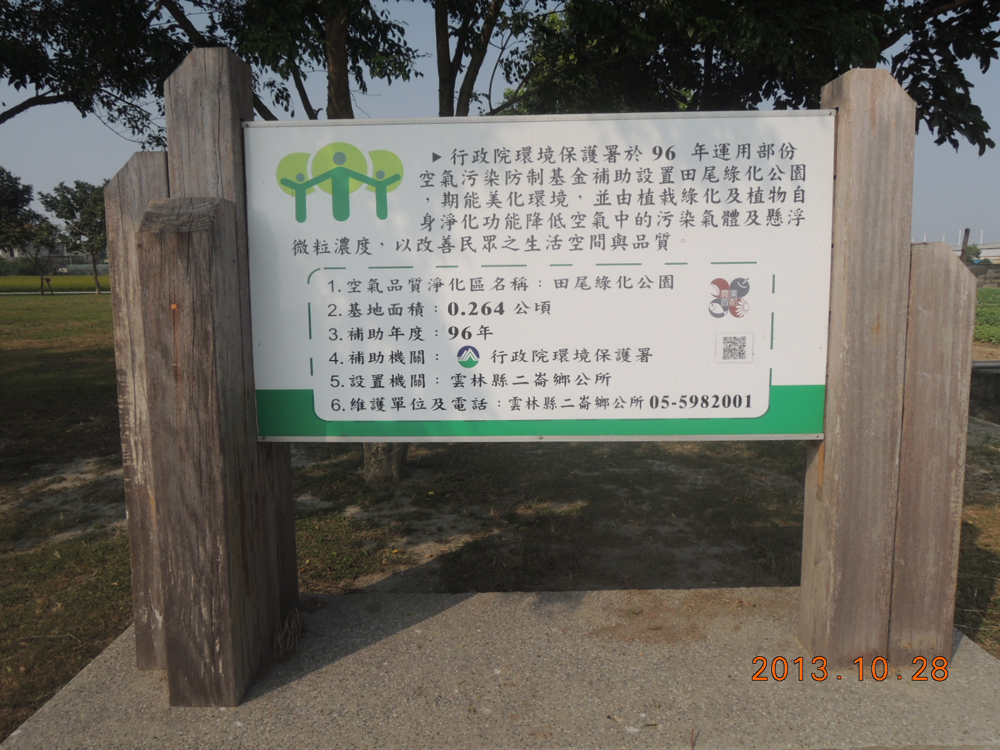 ▶行政院環境保護署於 96 年運用部份
空氣污染防制基金補助設置田尾綠化公園
，期能美化環境，並由植栽綠化及植物自
身淨化功能降低空氣中的污染氣體及懸浮
微粒濃度，以改善民眾之生活空間與品質。
1. 空氣品質淨化區名稱：田尾綠化公園
農業
首都
2. 基地面積：0.264 公頃
3. 補助年度：96年
4. 補助機關： 行政院環境保護署
5. 設置機關：雲林縣二崙鄉公所
6. 維護單位及電話：雲林縣二崙鄉公所 05-5982001
2013.10.28